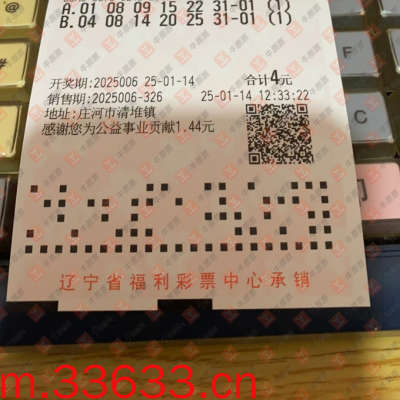 A.01 08 09 15 22 31-01 (1)
B.04 08 14 20 25 31-01 (1)
开奖期:2025006 25-01-14 合计4元
销售期:2025006-326 25-01-14 12:33:22
地址:庄河市清堆镇
感谢您为公益事业贡献1.44元
辽宁省福利彩票中心承销
m.33633.cn